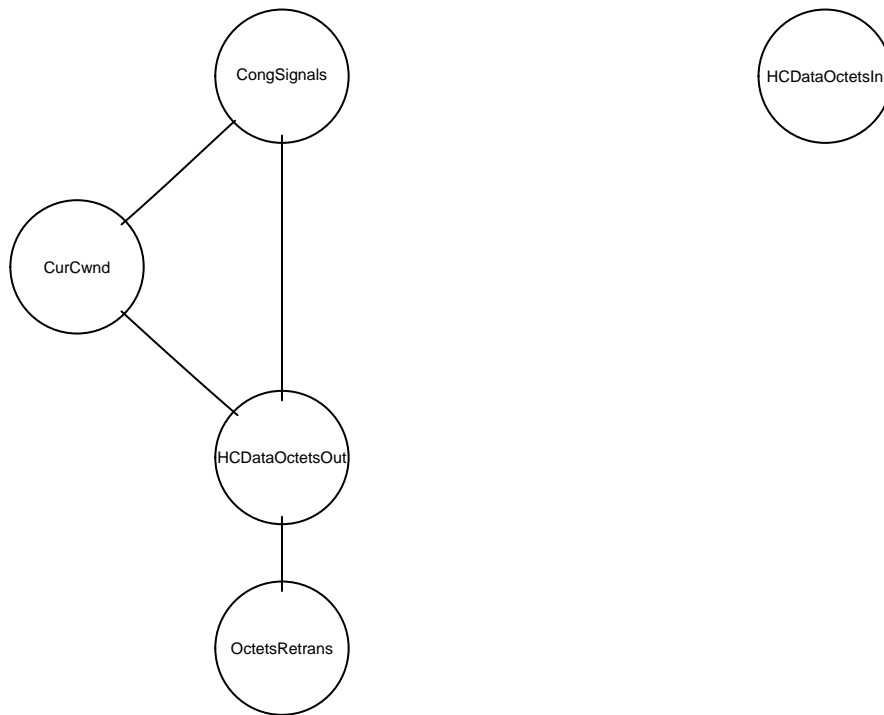 CongSignals
HCDataOctetsIn
CurCwnd
HCDataOctetsOut
OctetsRetrans